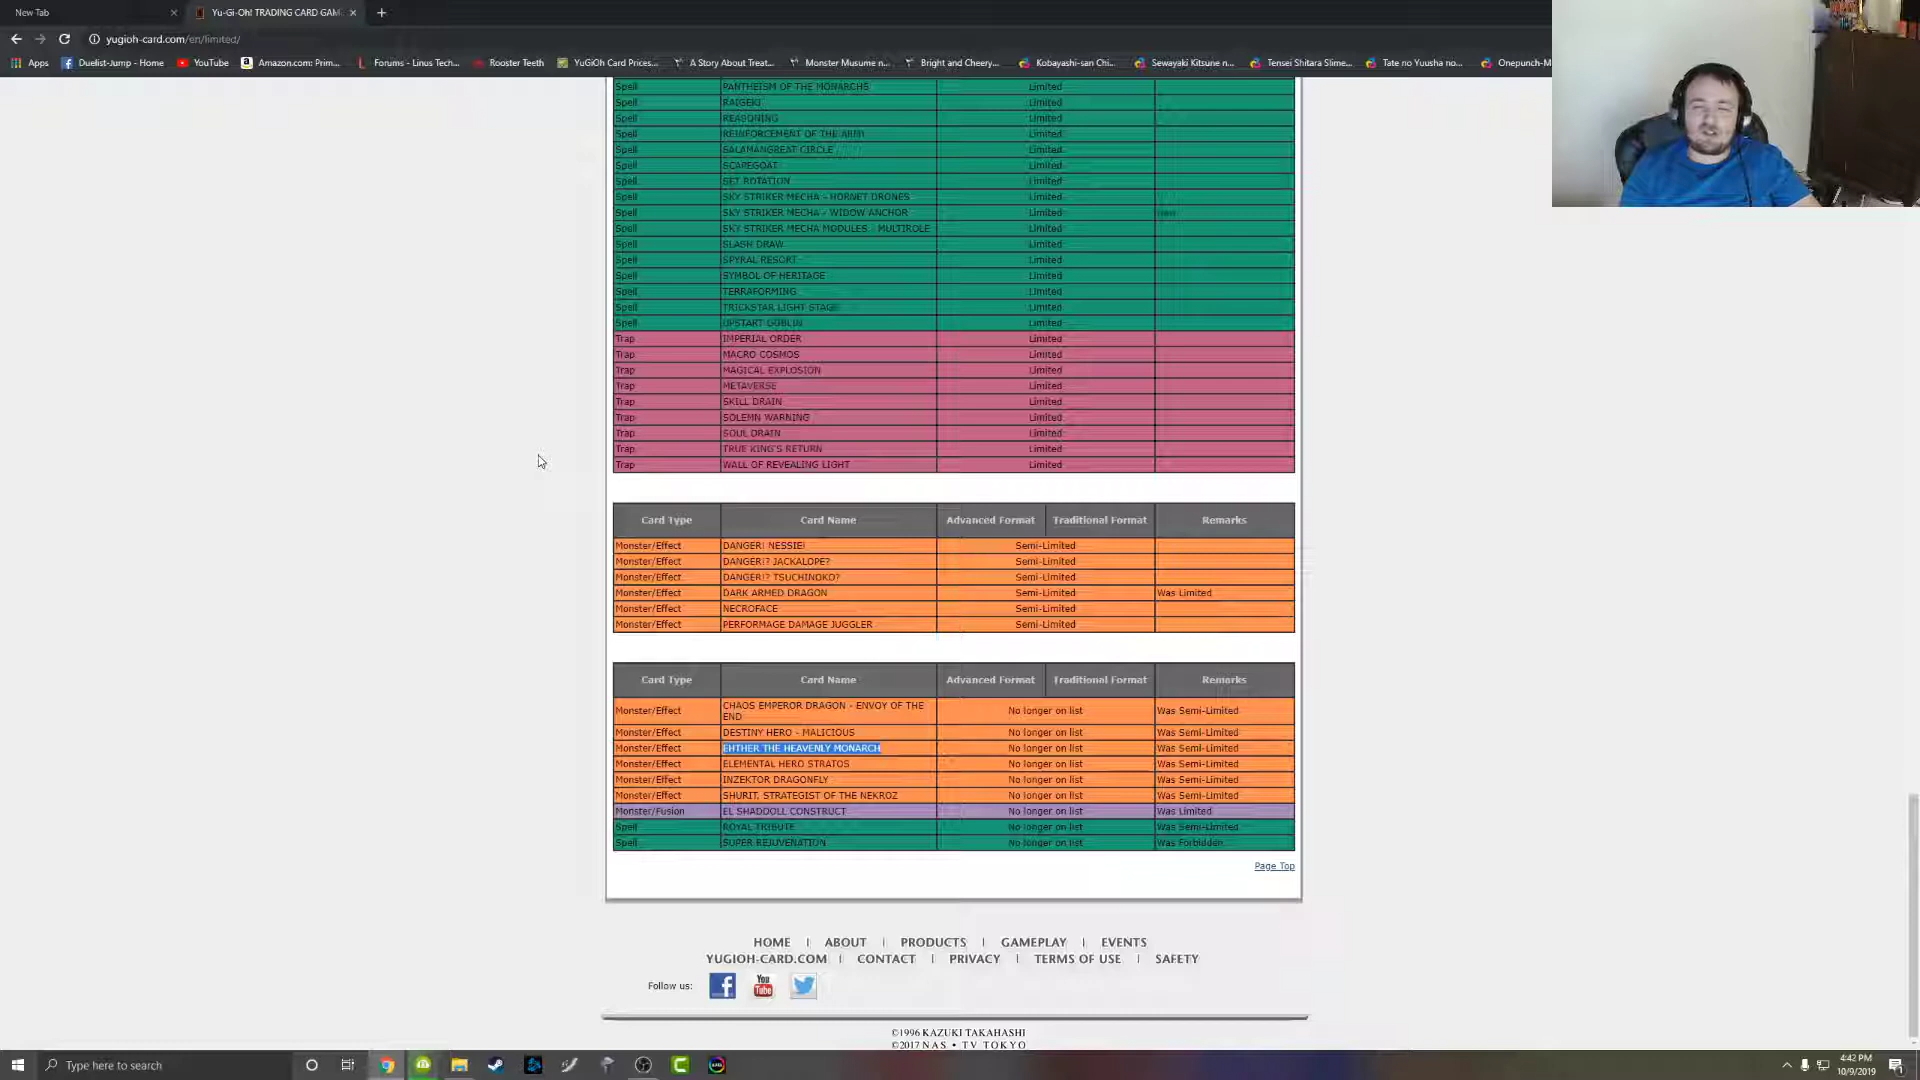 New Tab
Yu-Gi-Oh! TRADING CARD GAM
yugioh-card.com/en/limited/
Apps Duelist-Jump - Home YouTube Amazon.com: Prim... Forums - Linus Tech... Rooster Teeth YuGiOh Card Prices... A Story About Treat... Monster Musume n... Bright and Cheery... Kobayashi-san Chi... Sewayaki Kitsune n... Tensei Shitara Slime... Tate no Yuusha no... Onepunch-M
Spell PANTHEISM OF THE MONARCHS Limited
Spell RAIGEKI Limited
Spell REASONING Limited
Spell REINFORCEMENT OF THE ARMY Limited
Spell SALAMANGREAT CIRCLE Limited
Spell SCAPEGOAT Limited
Spell SET ROTATION Limited
Spell SKY STRIKER MECHA - HORNET DRONES Limited
Spell SKY STRIKER MECHA - WIDOW ANCHOR Limited
Spell SKY STRIKER MECHA MODULES - MULTIROLE Limited
Spell SLASH DRAW Limited
Spell SPYRAL RESORT Limited
Spell SYMBOL OF HERITAGE Limited
Spell TERRAFORMING Limited
Spell TRICKSTAR LIGHT STAGE Limited
Spell UPSTART GOBLIN Limited
Trap IMPERIAL ORDER Limited
Trap MACRO COSMOS Limited
Trap MAGICAL EXPLOSION Limited
Trap METAVERSE Limited
Trap SKILL DRAIN Limited
Trap SOLEMN WARNING Limited
Trap SOUL DRAIN Limited
Trap TRUE KING'S RETURN Limited
Trap WALL OF REVEALING LIGHT Limited
Card Type Card Name Advanced Format Traditional Format Remarks
Monster/Effect DANGER! NESSIE! Semi-Limited
Monster/Effect DANGER!? JACKALOPE? Semi-Limited
Monster/Effect DANGER!? TSUCHINOKO? Semi-Limited
Monster/Effect DARK ARMED DRAGON Semi-Limited Was Limited
Monster/Effect NECROFACE Semi-Limited
Monster/Effect PERFORMAGE DAMAGE JUGGLER Semi-Limited
Card Type Card Name Advanced Format Traditional Format Remarks
Monster/Effect CHAOS EMPEROR DRAGON - ENVOY OF THE END No longer on list Was Semi-Limited
Monster/Effect DESTINY HERO - MALICIOUS No longer on list Was Semi-Limited
Monster/Effect EHTHER THE HEAVENLY MONARCH No longer on list Was Semi-Limited
Monster/Effect ELEMENTAL HERO STRATOS No longer on list Was Semi-Limited
Monster/Effect INZEKTOR DRAGONFLY No longer on list Was Semi-Limited
Monster/Effect SHURIT, STRATEGIST OF THE NEKROZ No longer on list Was Semi-Limited
Monster/Fusion EL SHADDOLL CONSTRUCT No longer on list Was Limited
Spell ROYAL TRIBUTE No longer on list Was Semi-Limited
Spell SUPER REJUVENATION No longer on list Was Forbidden
Page Top
HOME | ABOUT | PRODUCTS | GAMEPLAY | EVENTS
YUGIOH-CARD.COM | CONTACT | PRIVACY | TERMS OF USE | SAFETY
Follow us: You Tube
©1996 KAZUKI TAKAHASHI
©2017 NAS • TV TOKYO
Type here to search
4:42 PM
10/9/2019